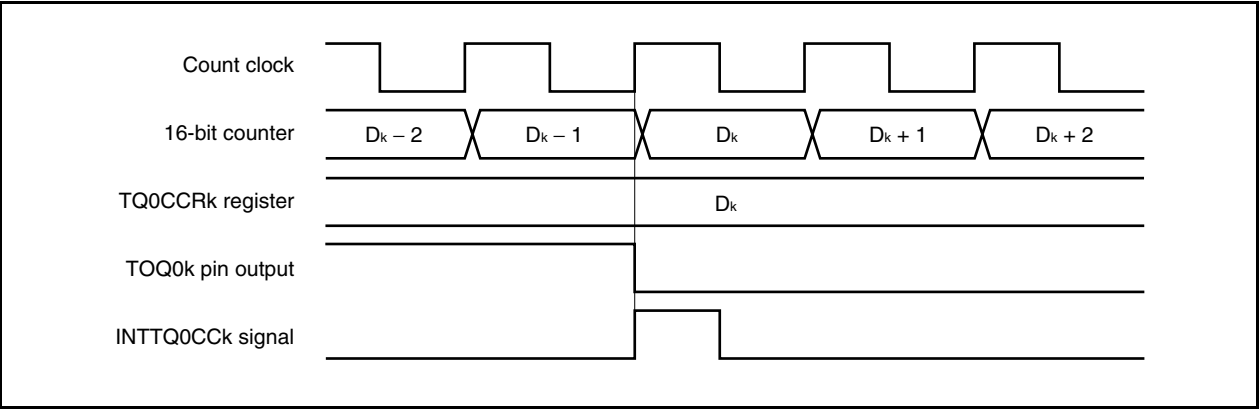 Count clock
16-bit counter
Dk – 2
Dk – 1
Dk
Dk + 1
Dk + 2
TQ0CCRk register
Dk
TOQ0k pin output
INTTQ0CCk signal